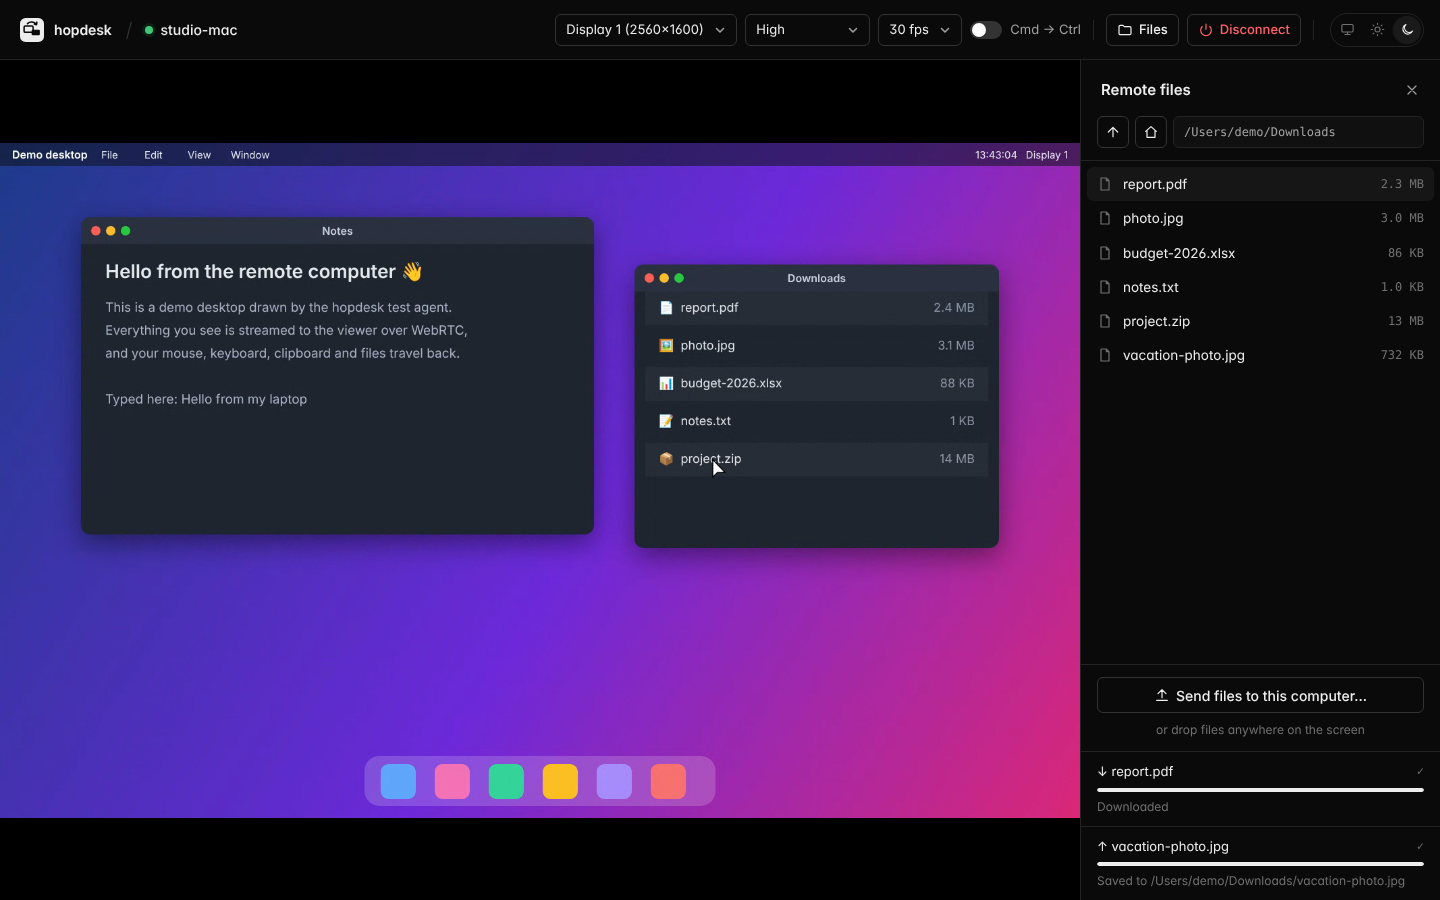 hopdesk / studio-mac
Display 1 (2560×1600)
High
30 fps
Cmd → Ctrl
Files
Disconnect
Demo desktop File Edit View Window
13:43:04 Display 1
Notes
Hello from the remote computer 👋
This is a demo desktop drawn by the hopdesk test agent.
Everything you see is streamed to the viewer over WebRTC,
and your mouse, keyboard, clipboard and files travel back.
Typed here: Hello from my laptop
Downloads
report.pdf 2.4 MB
photo.jpg 3.1 MB
budget-2026.xlsx 88 KB
notes.txt 1 KB
project.zip 14 MB
Remote files
/Users/demo/Downloads
report.pdf 2.3 MB
photo.jpg 3.0 MB
budget-2026.xlsx 86 KB
notes.txt 1.0 KB
project.zip 13 MB
vacation-photo.jpg 732 KB
Send files to this computer...
or drop files anywhere on the screen
↓ report.pdf ✓
Downloaded
↑ vacation-photo.jpg ✓
Saved to /Users/demo/Downloads/vacation-photo.jpg